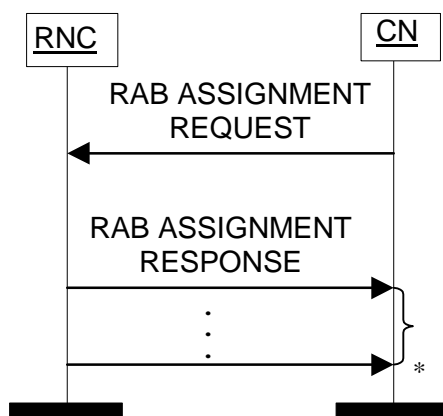 RNC
CN
RAB ASSIGNMENT
REQUEST
RAB ASSIGNMENT
RESPONSE
*